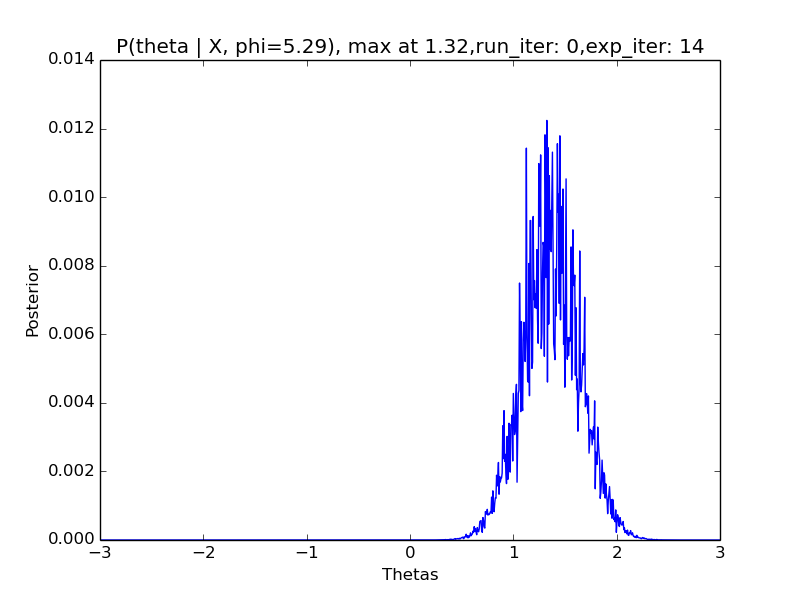 P(theta | X, phi=5.29), max at 1.32,run_iter: 0,exp_iter: 14
0.014
0.012
0.010
0.008
0.006
0.004
0.002
0.000
Posterior
−3 −2 −1 0 1 2 3
Thetas